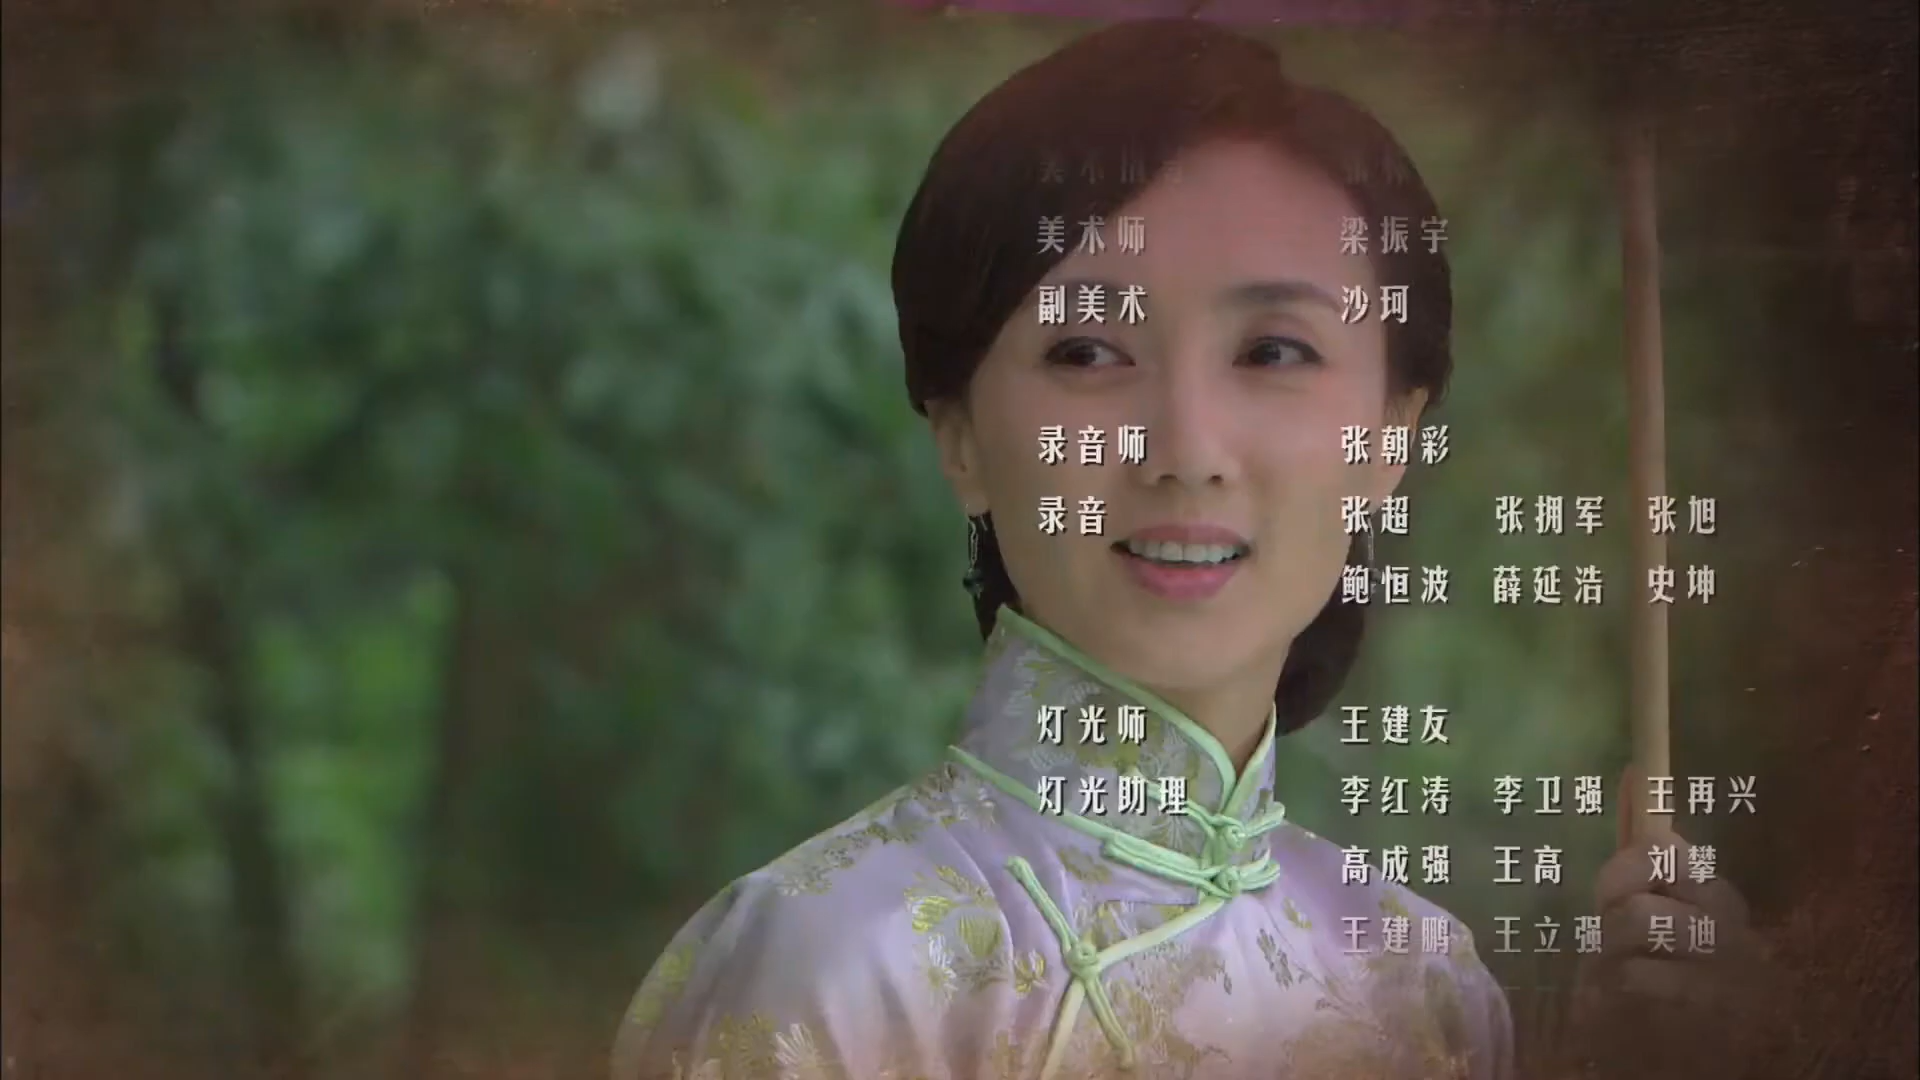 美术师 梁振宇
副美术 沙珂
录音师 张朝彩
录音 张超 张拥军 张旭
鲍恒波 薛延浩 史坤
灯光师 王建友
灯光助理 李红涛 李卫强 王再兴
高成强 王高 刘攀
王建鹏 王立强 吴迪